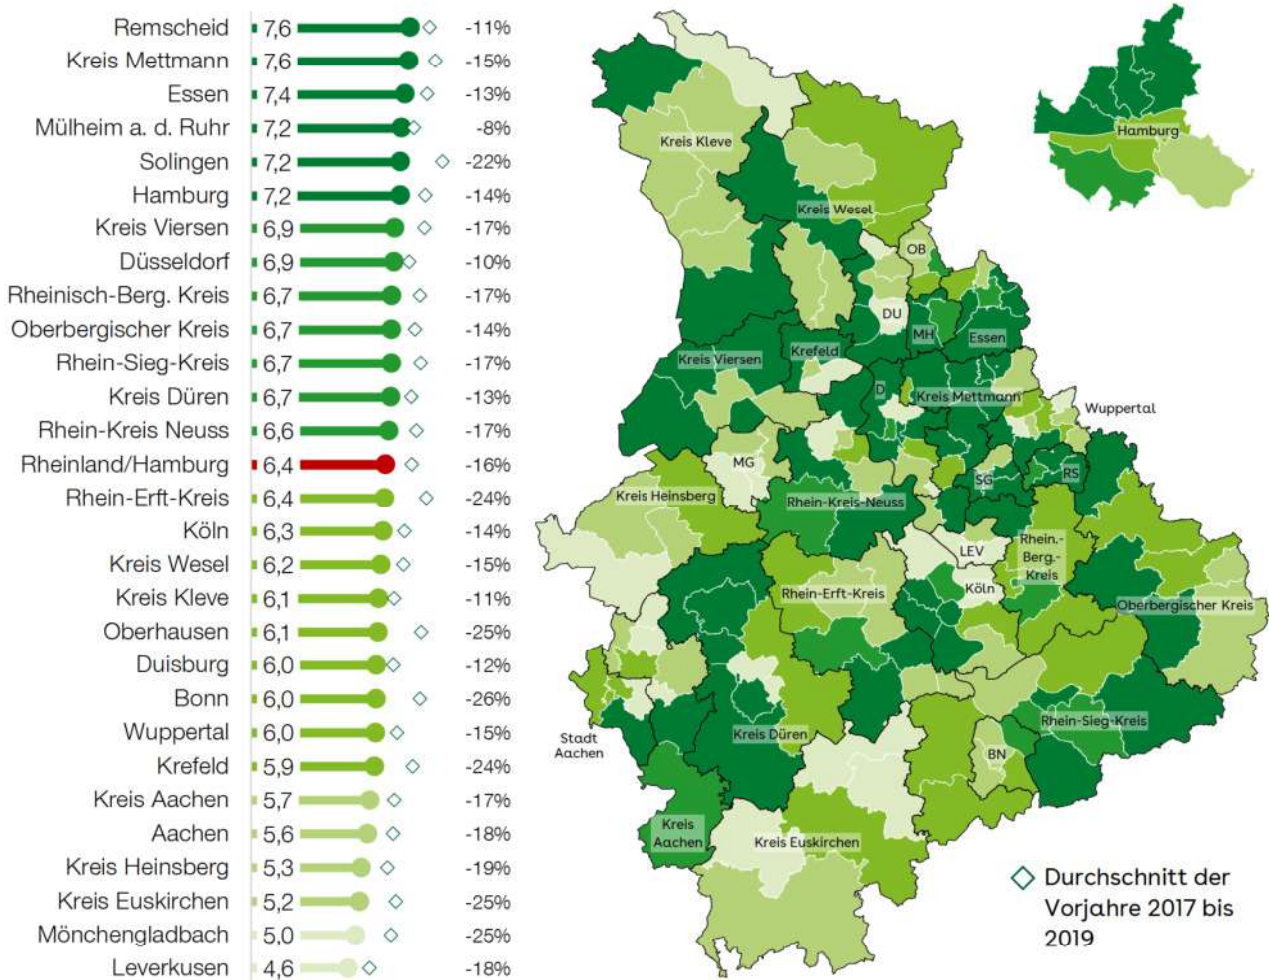 Remscheid 7,6 -11%
Kreis Mettmann 7,6 -15%
Essen 7,4 -13%
Mülheim a. d. Ruhr 7,2 -8%
Solingen 7,2 -22%
Hamburg 7,2 -14%
Kreis Viersen 6,9 -17%
Düsseldorf 6,9 -10%
Rheinisch-Berg. Kreis 6,7 -17%
Oberbergischer Kreis 6,7 -14%
Rhein-Sieg-Kreis 6,7 -17%
Kreis Düren 6,7 -13%
Rhein-Kreis Neuss 6,6 -17%
Rheinland/Hamburg 6,4 -16%
Rhein-Erft-Kreis 6,4 -24%
Köln 6,3 -14%
Kreis Wesel 6,2 -15%
Kreis Kleve 6,1 -11%
Oberhausen 6,1 -25%
Duisburg 6,0 -12%
Bonn 6,0 -26%
Wuppertal 6,0 -15%
Krefeld 5,9 -24%
Kreis Aachen 5,7 -17%
Aachen 5,6 -18%
Kreis Heinsberg 5,3 -19%
Kreis Euskirchen 5,2 -25%
Mönchengladbach 5,0 -25%
Leverkusen 4,6 -18%
Hamburg
Kreis Kleve
Kreis Wesel
OB
DU
MH
Essen
Kreis Viersen
Krefeld
D
Kreis Mettmann
Wuppertal
MG
SG
RS
Kreis Heinsberg
Rhein-Kreis-Neuss
LEV
Rhein.-
Berg.-
Kreis
Köln
Rhein-Erft-Kreis
Oberbergischer Kreis
Stadt
Aachen
Kreis Düren
Rhein-Sieg-Kreis
BN
Kreis
Aachen
Kreis Euskirchen
Durchschnitt der
Vorjahre 2017 bis
2019